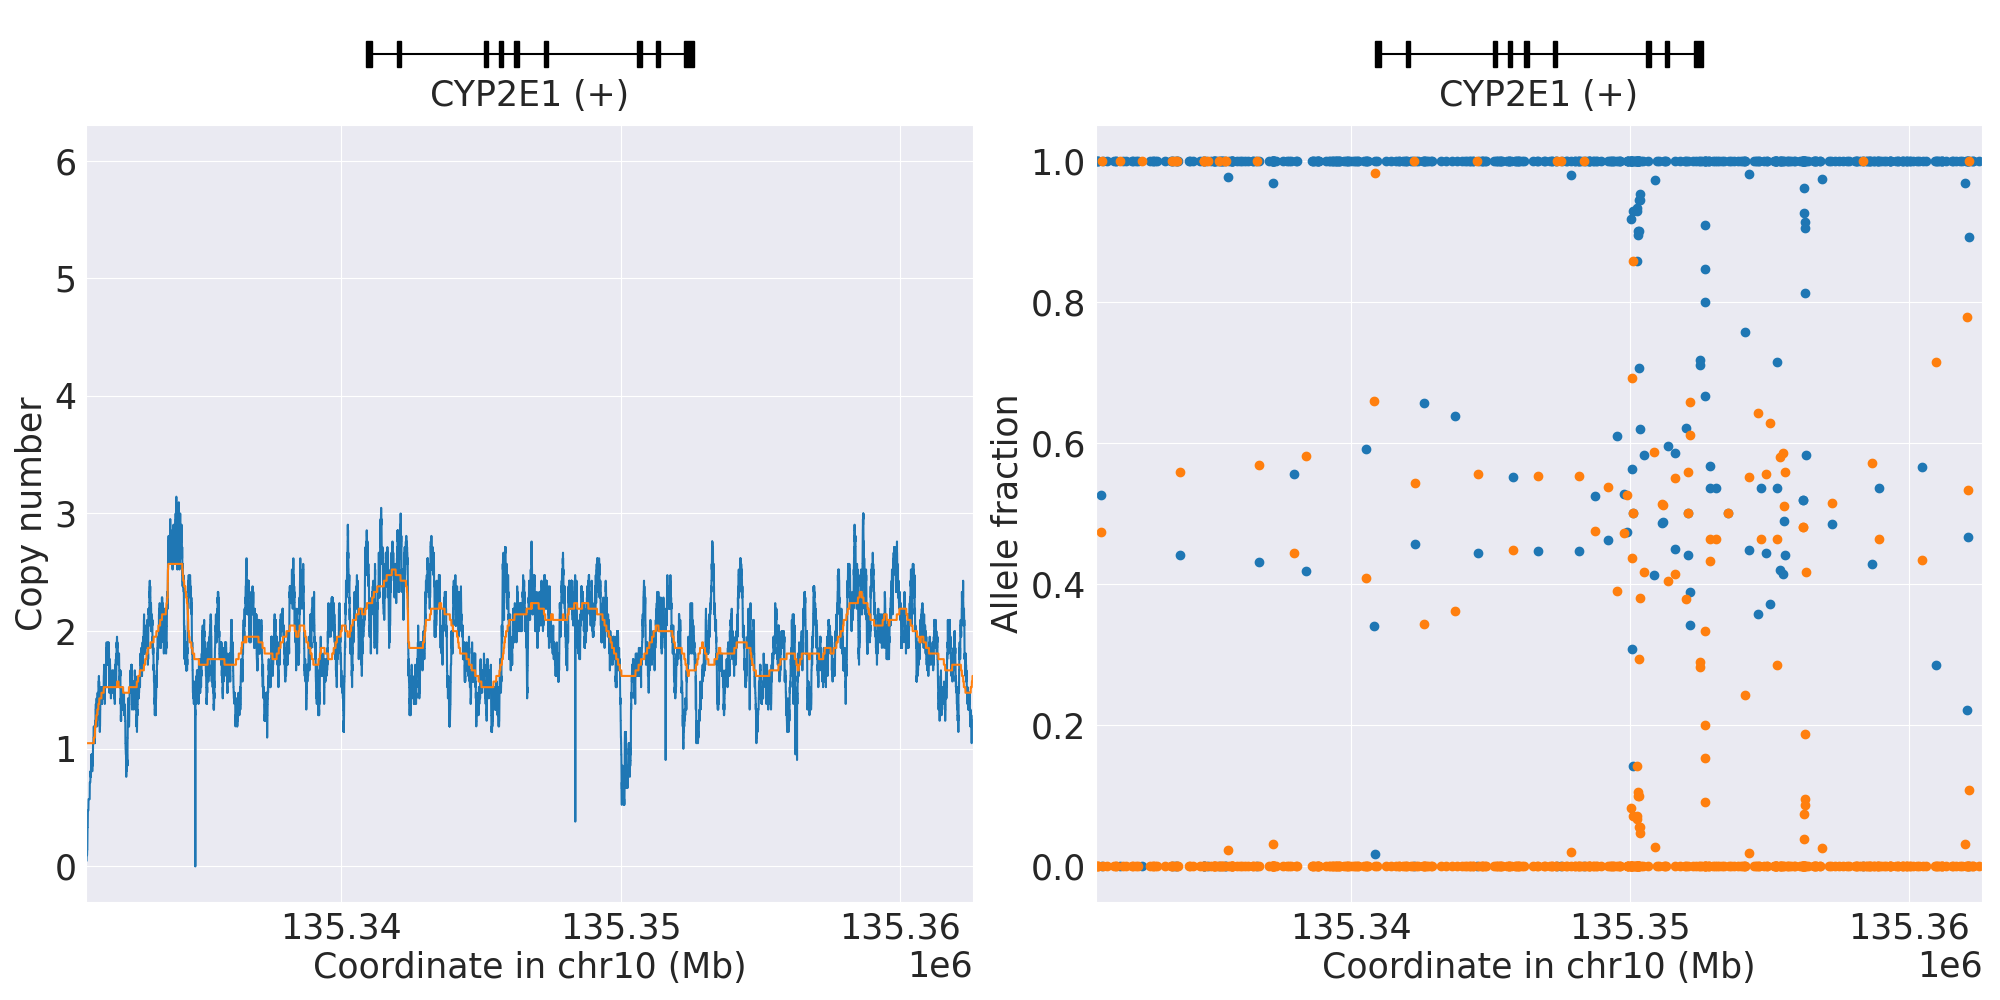 CYP2E1 (+)
6
5
4
3
2
1
0
Copy number
135.34 135.35 135.36
Coordinate in chr10 (Mb)
1e6
CYP2E1 (+)
1.0
0.8
0.6
0.4
0.2
0.0
Allele fraction
135.34 135.35 135.36
Coordinate in chr10 (Mb)
1e6